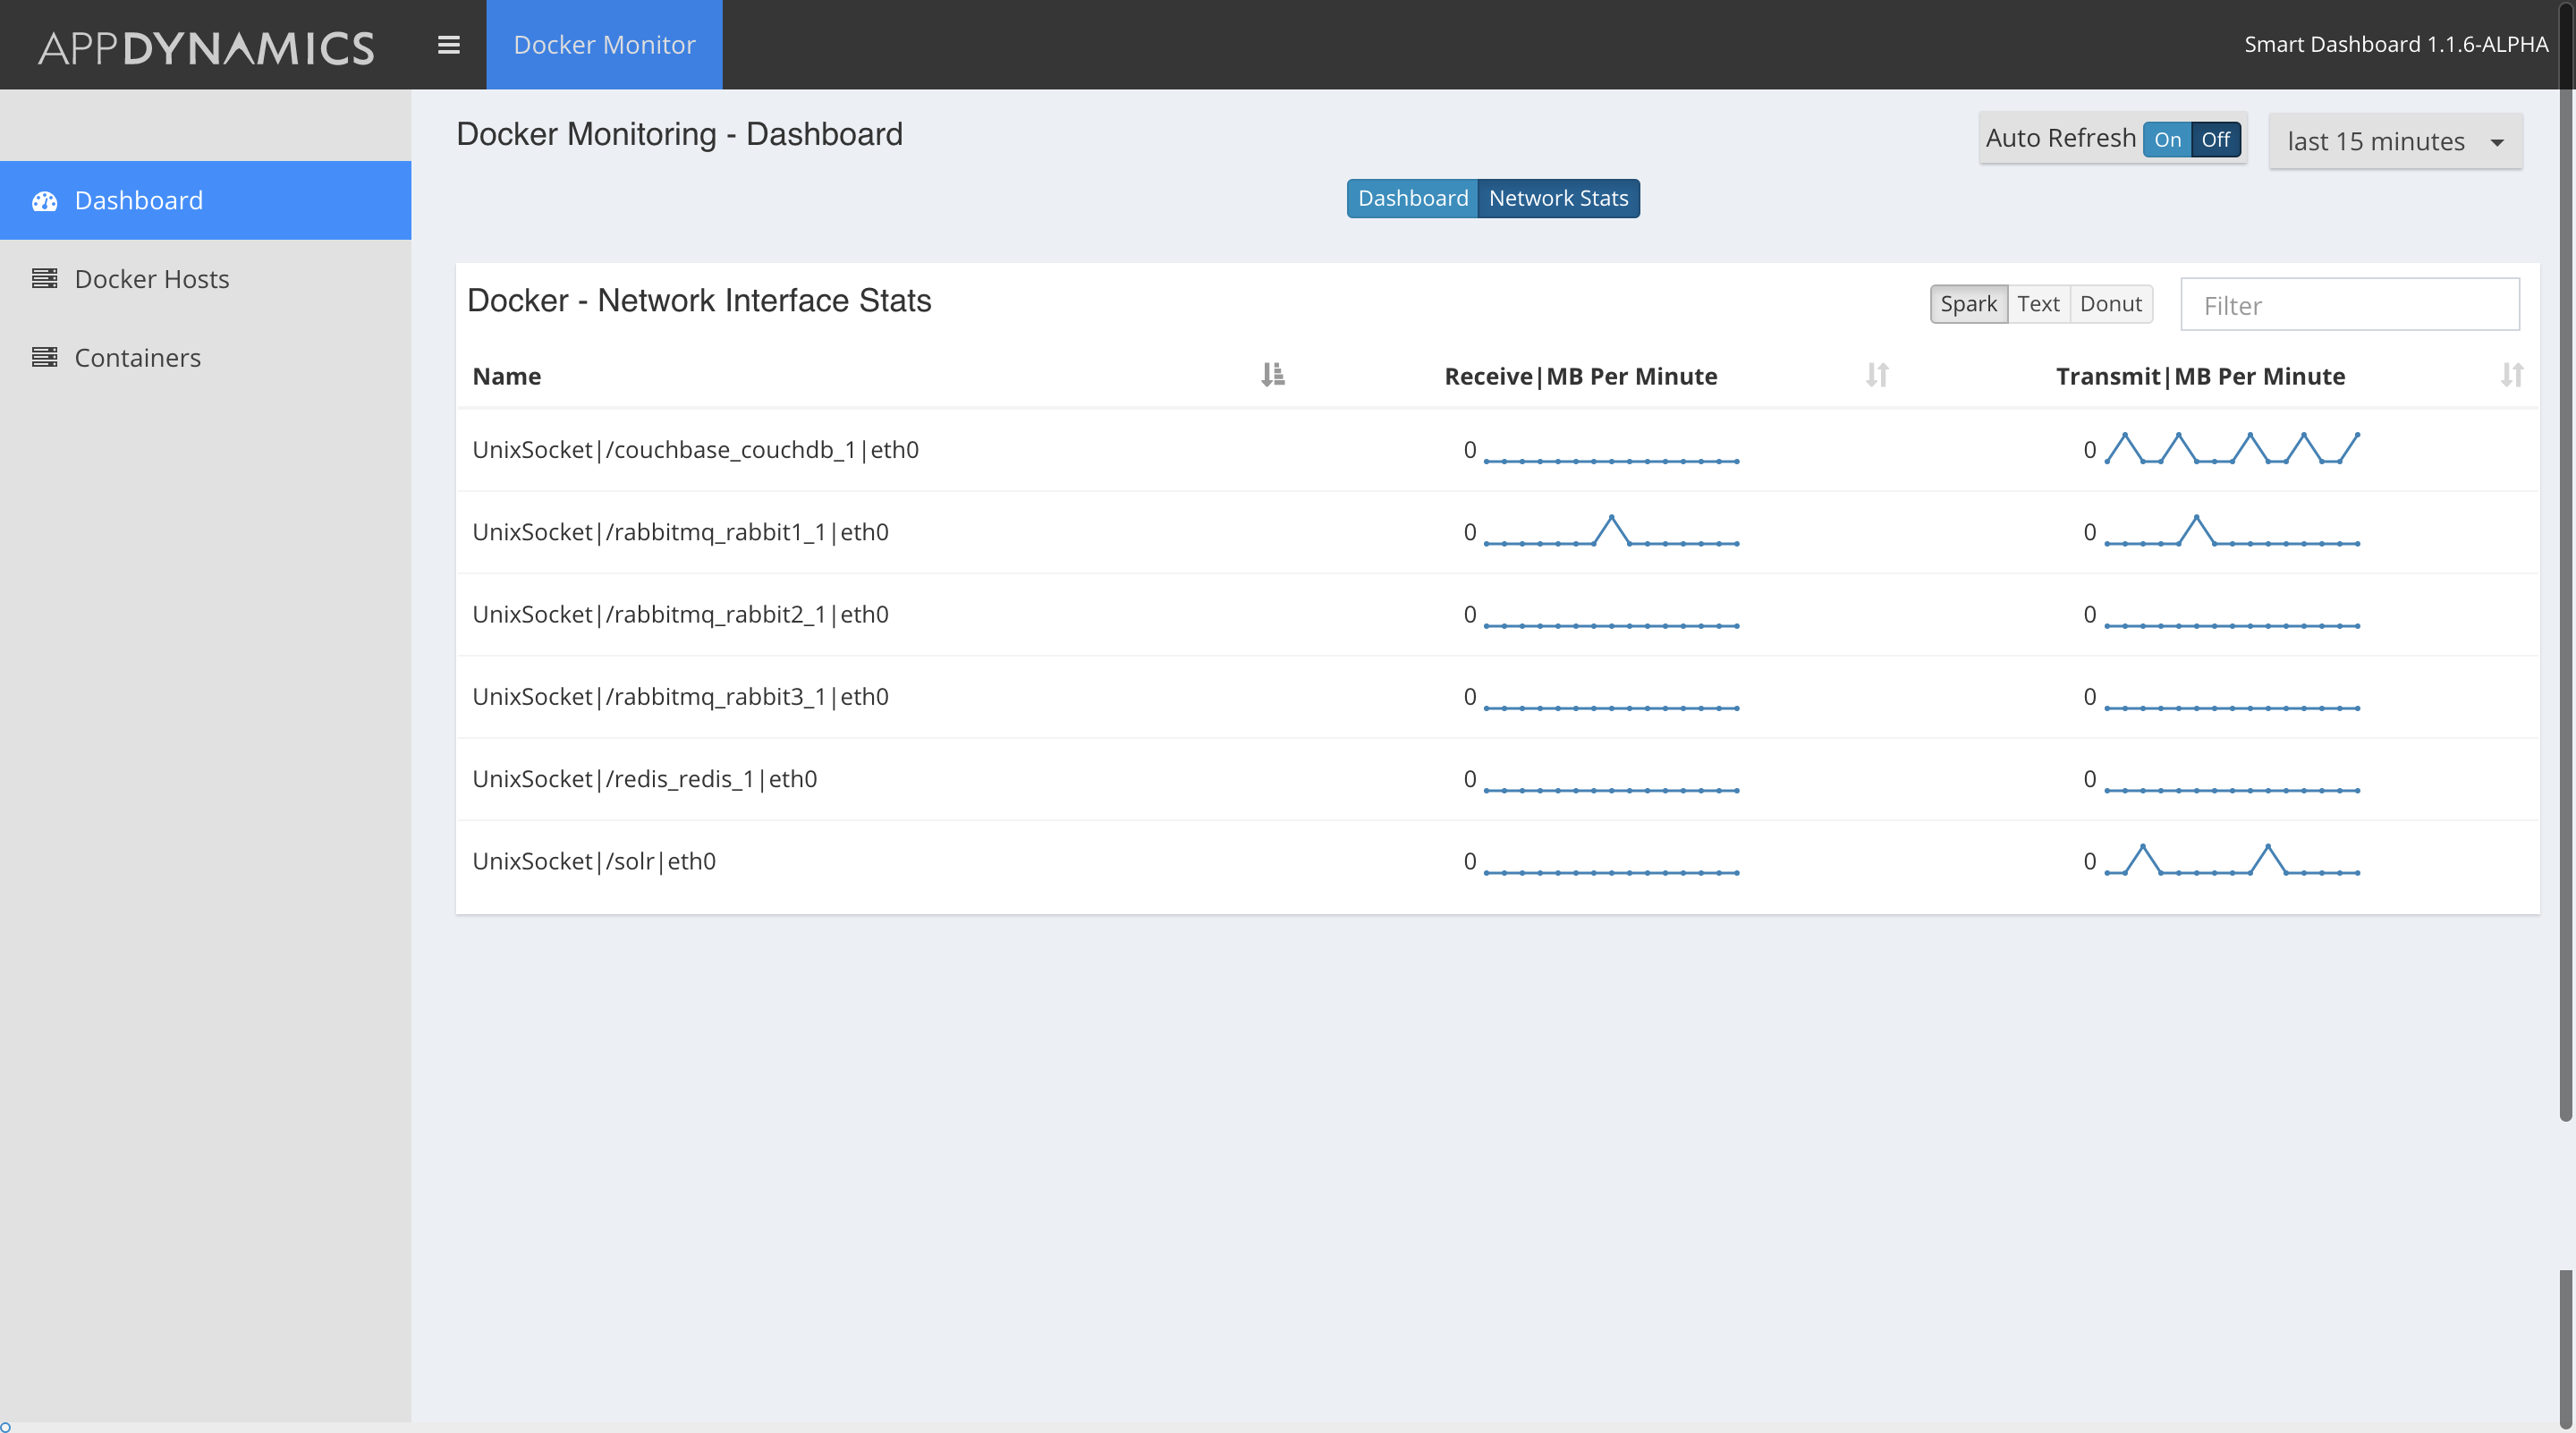 APPDYNAMICS Docker Monitor Smart Dashboard 1.1.6-ALPHA
Docker Monitoring - Dashboard Auto Refresh On Off last 15 minutes
Dashboard Network Stats
Dashboard
Docker Hosts
Containers
Docker - Network Interface Stats Spark Text Donut Filter
Name Receive|MB Per Minute Transmit|MB Per Minute
UnixSocket|/couchbase_couchdb_1|eth0 0 0
UnixSocket|/rabbitmq_rabbit1_1|eth0 0 0
UnixSocket|/rabbitmq_rabbit2_1|eth0 0 0
UnixSocket|/rabbitmq_rabbit3_1|eth0 0 0
UnixSocket|/redis_redis_1|eth0 0 0
UnixSocket|/solr|eth0 0 0